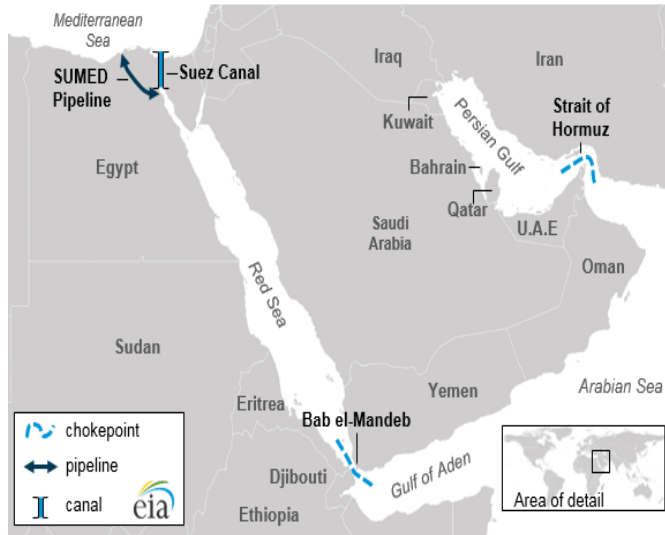 Mediterranean
Sea
SUMED
Pipeline
Suez Canal
Iraq
Iran
Kuwait
Persian Gulf
Strait of
Hormuz
Egypt
Bahrain
Qatar
Saudi
Arabia
U.A.E
Oman
Red Sea
Sudan
Eritrea
Yemen
Arabian Sea
Bab el-Mandeb
Djibouti
Gulf of Aden
Ethiopia
chokepoint
pipeline
canal
eia
Area of detail